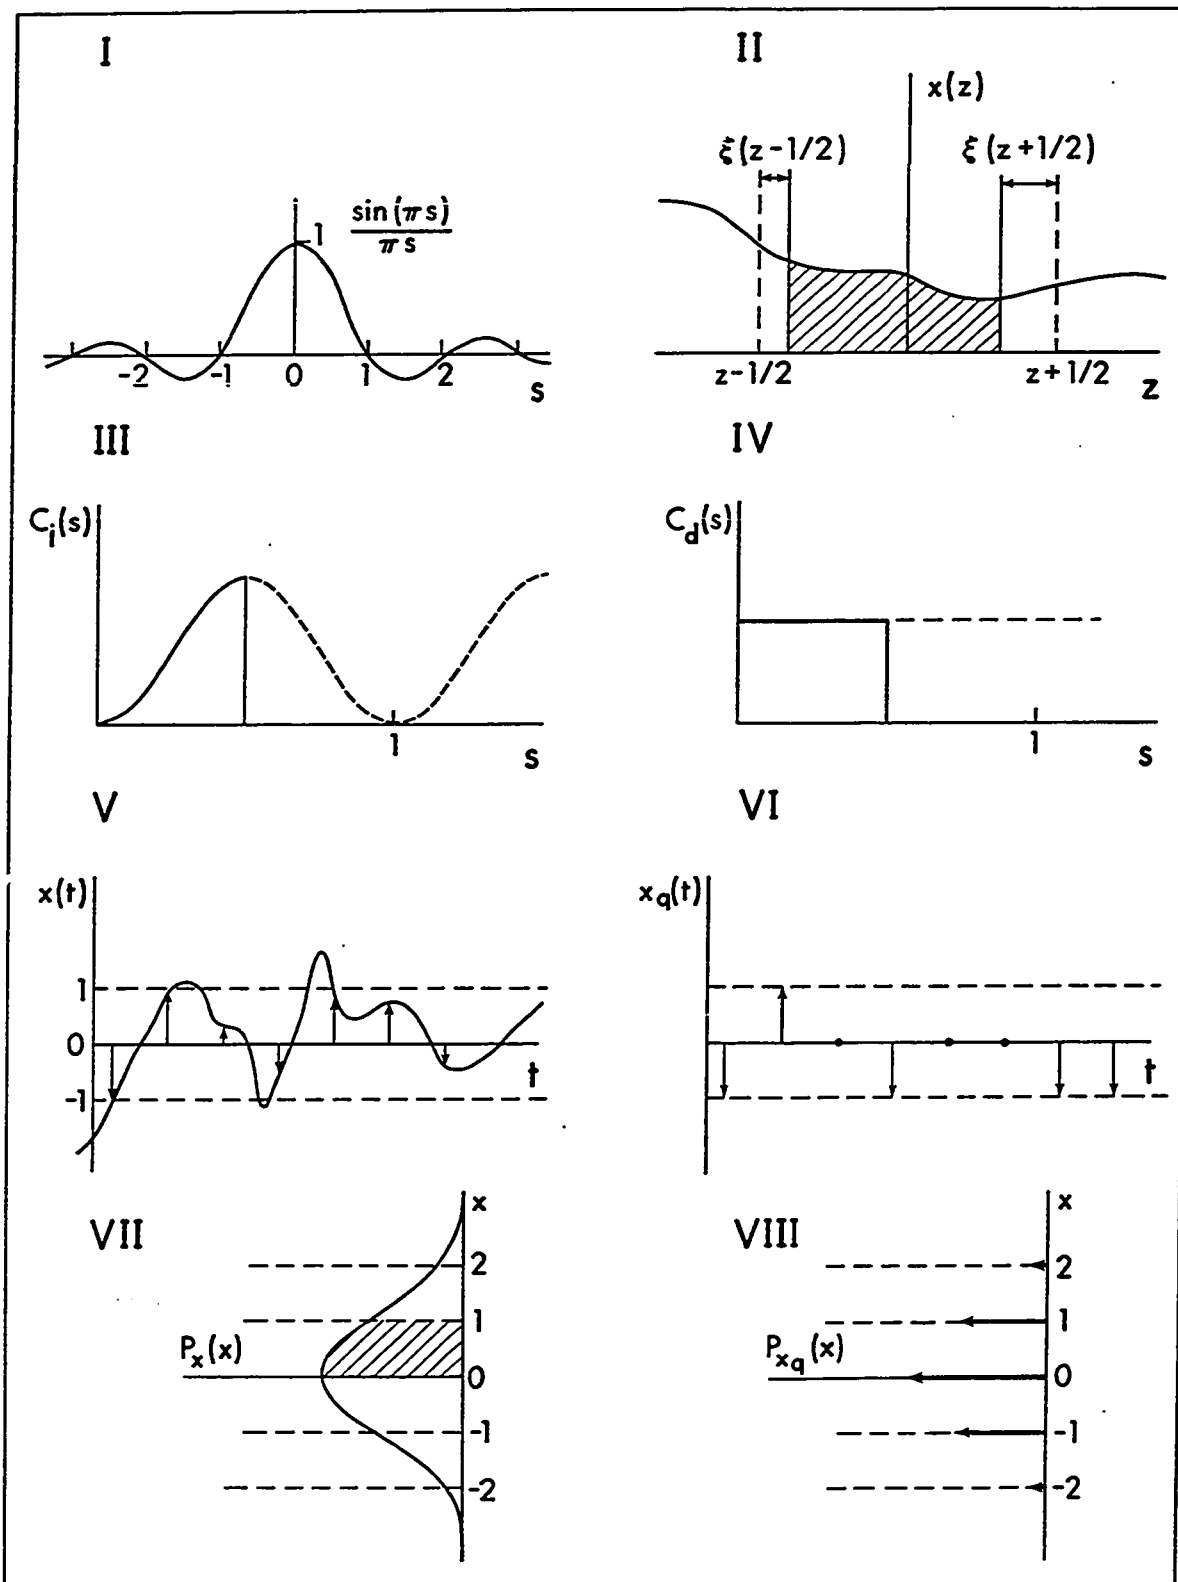 I
sin (π s)
π s
1
-2 -1 0 1 2
s
II
x(z)
ξ(z-1/2) ξ(z+1/2)
z-1/2 z+1/2
z
III
C_i(s)
1
s
IV
C_d(s)
1
s
V
x(t)
1
0
-1
t
VI
x_q(t)
t
VII
x
2
1
P_x(x)
0
-1
-2
VIII
x
2
1
P_xq(x)
0
-1
-2